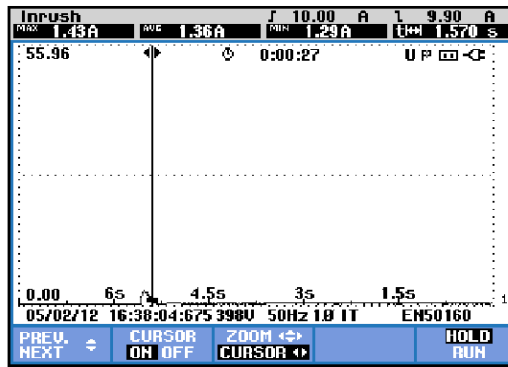 Inrush 10.00 A 9.90 A
MAX 1.43A AVG 1.36A MIN 1.29A 1.570 s
55.96 0:00:27 U
0.00 6s 4.5s 3s 1.5s 1
05/02/12 16:38:04:675 398V 50Hz 1Ø IT EN50160
PREV. CURSOR ZOOM HOLD
NEXT ON OFF CURSOR RUN